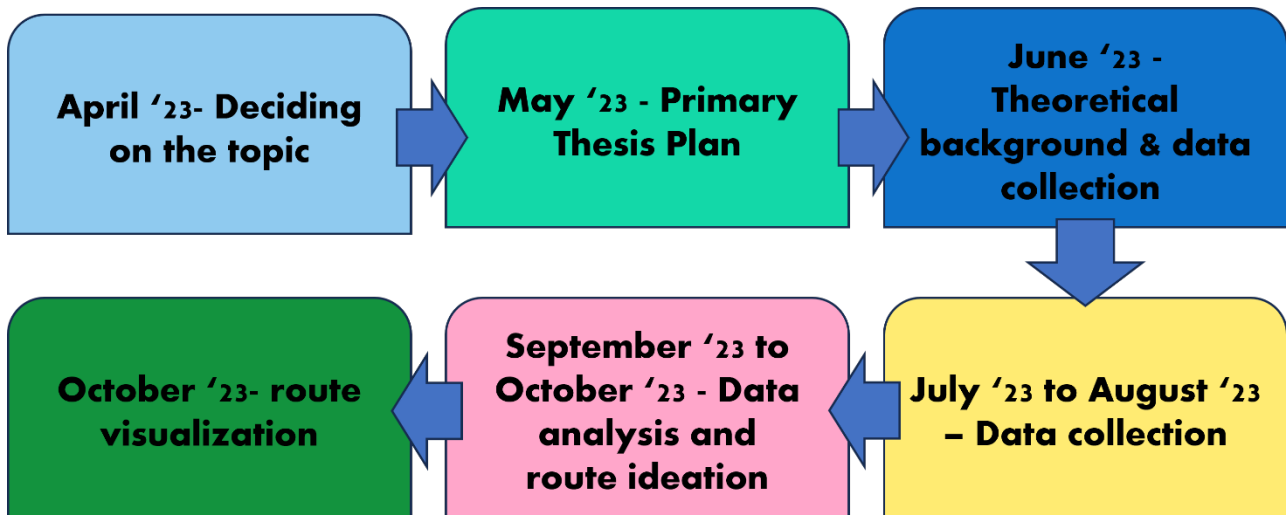 April ‘23- Deciding
on the topic
May ‘23 - Primary
Thesis Plan
June ‘23 -
Theoretical
background & data
collection
July ‘23 to August ‘23
– Data collection
September ‘23 to
October ‘23 - Data
analysis and
route ideation
October ‘23- route
visualization